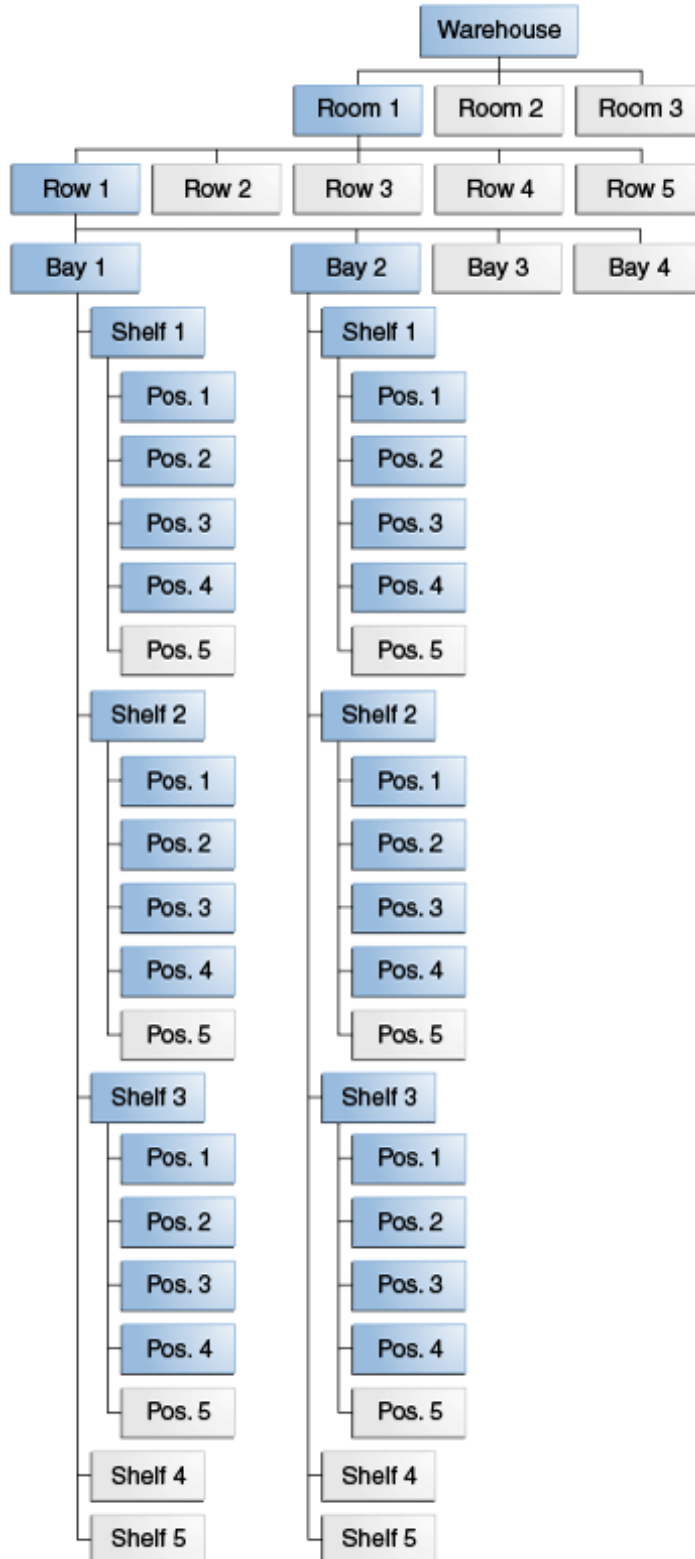 Warehouse
Room 1 Room 2 Room 3
Row 1 Row 2 Row 3 Row 4 Row 5
Bay 1 Bay 2 Bay 3 Bay 4
Shelf 1 Shelf 1
Pos. 1 Pos. 1
Pos. 2 Pos. 2
Pos. 3 Pos. 3
Pos. 4 Pos. 4
Pos. 5 Pos. 5
Shelf 2 Shelf 2
Pos. 1 Pos. 1
Pos. 2 Pos. 2
Pos. 3 Pos. 3
Pos. 4 Pos. 4
Pos. 5 Pos. 5
Shelf 3 Shelf 3
Pos. 1 Pos. 1
Pos. 2 Pos. 2
Pos. 3 Pos. 3
Pos. 4 Pos. 4
Pos. 5 Pos. 5
Shelf 4 Shelf 4
Shelf 5 Shelf 5